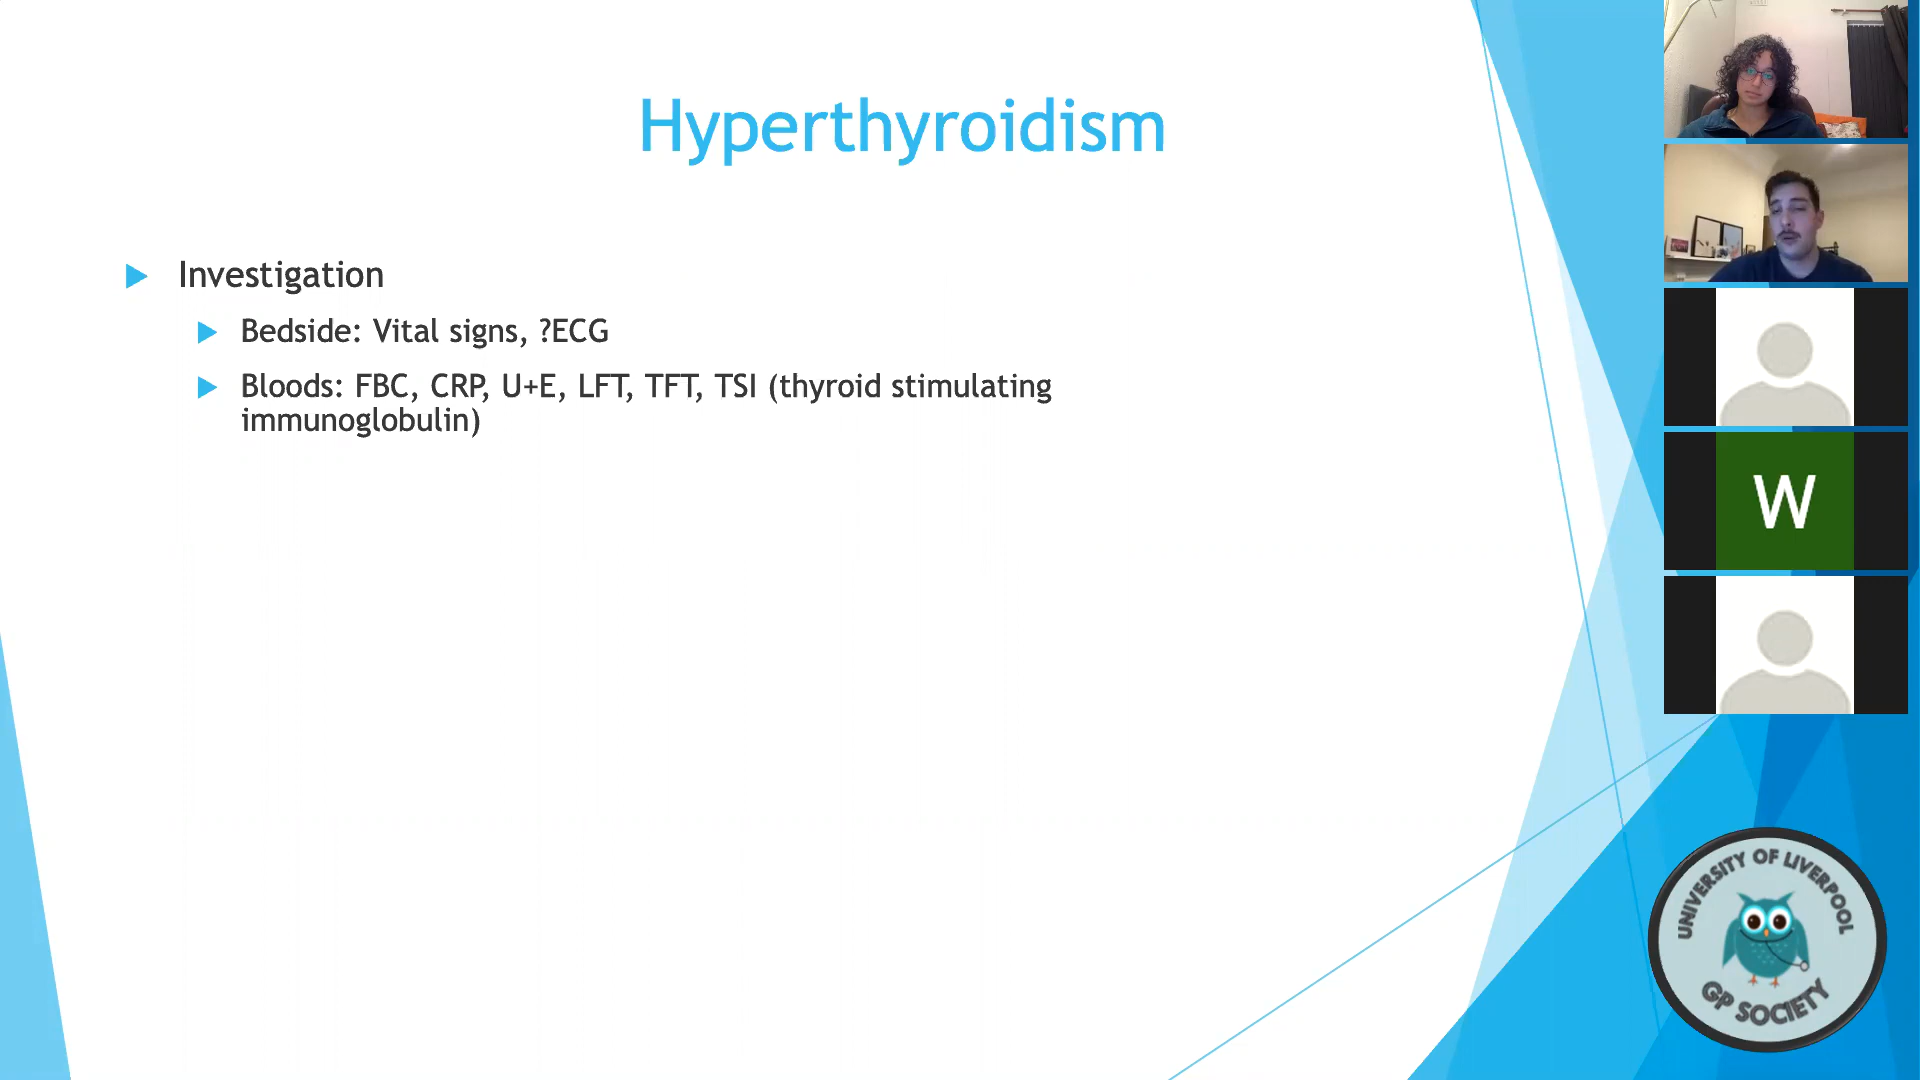 Hyperthyroidism
Investigation
Bedside: Vital signs, ?ECG
Bloods: FBC, CRP, U+E, LFT, TFT, TSI (thyroid stimulating
immunoglobulin)
W
UNIVERSITY OF LIVERPOOL
GP SOCIETY